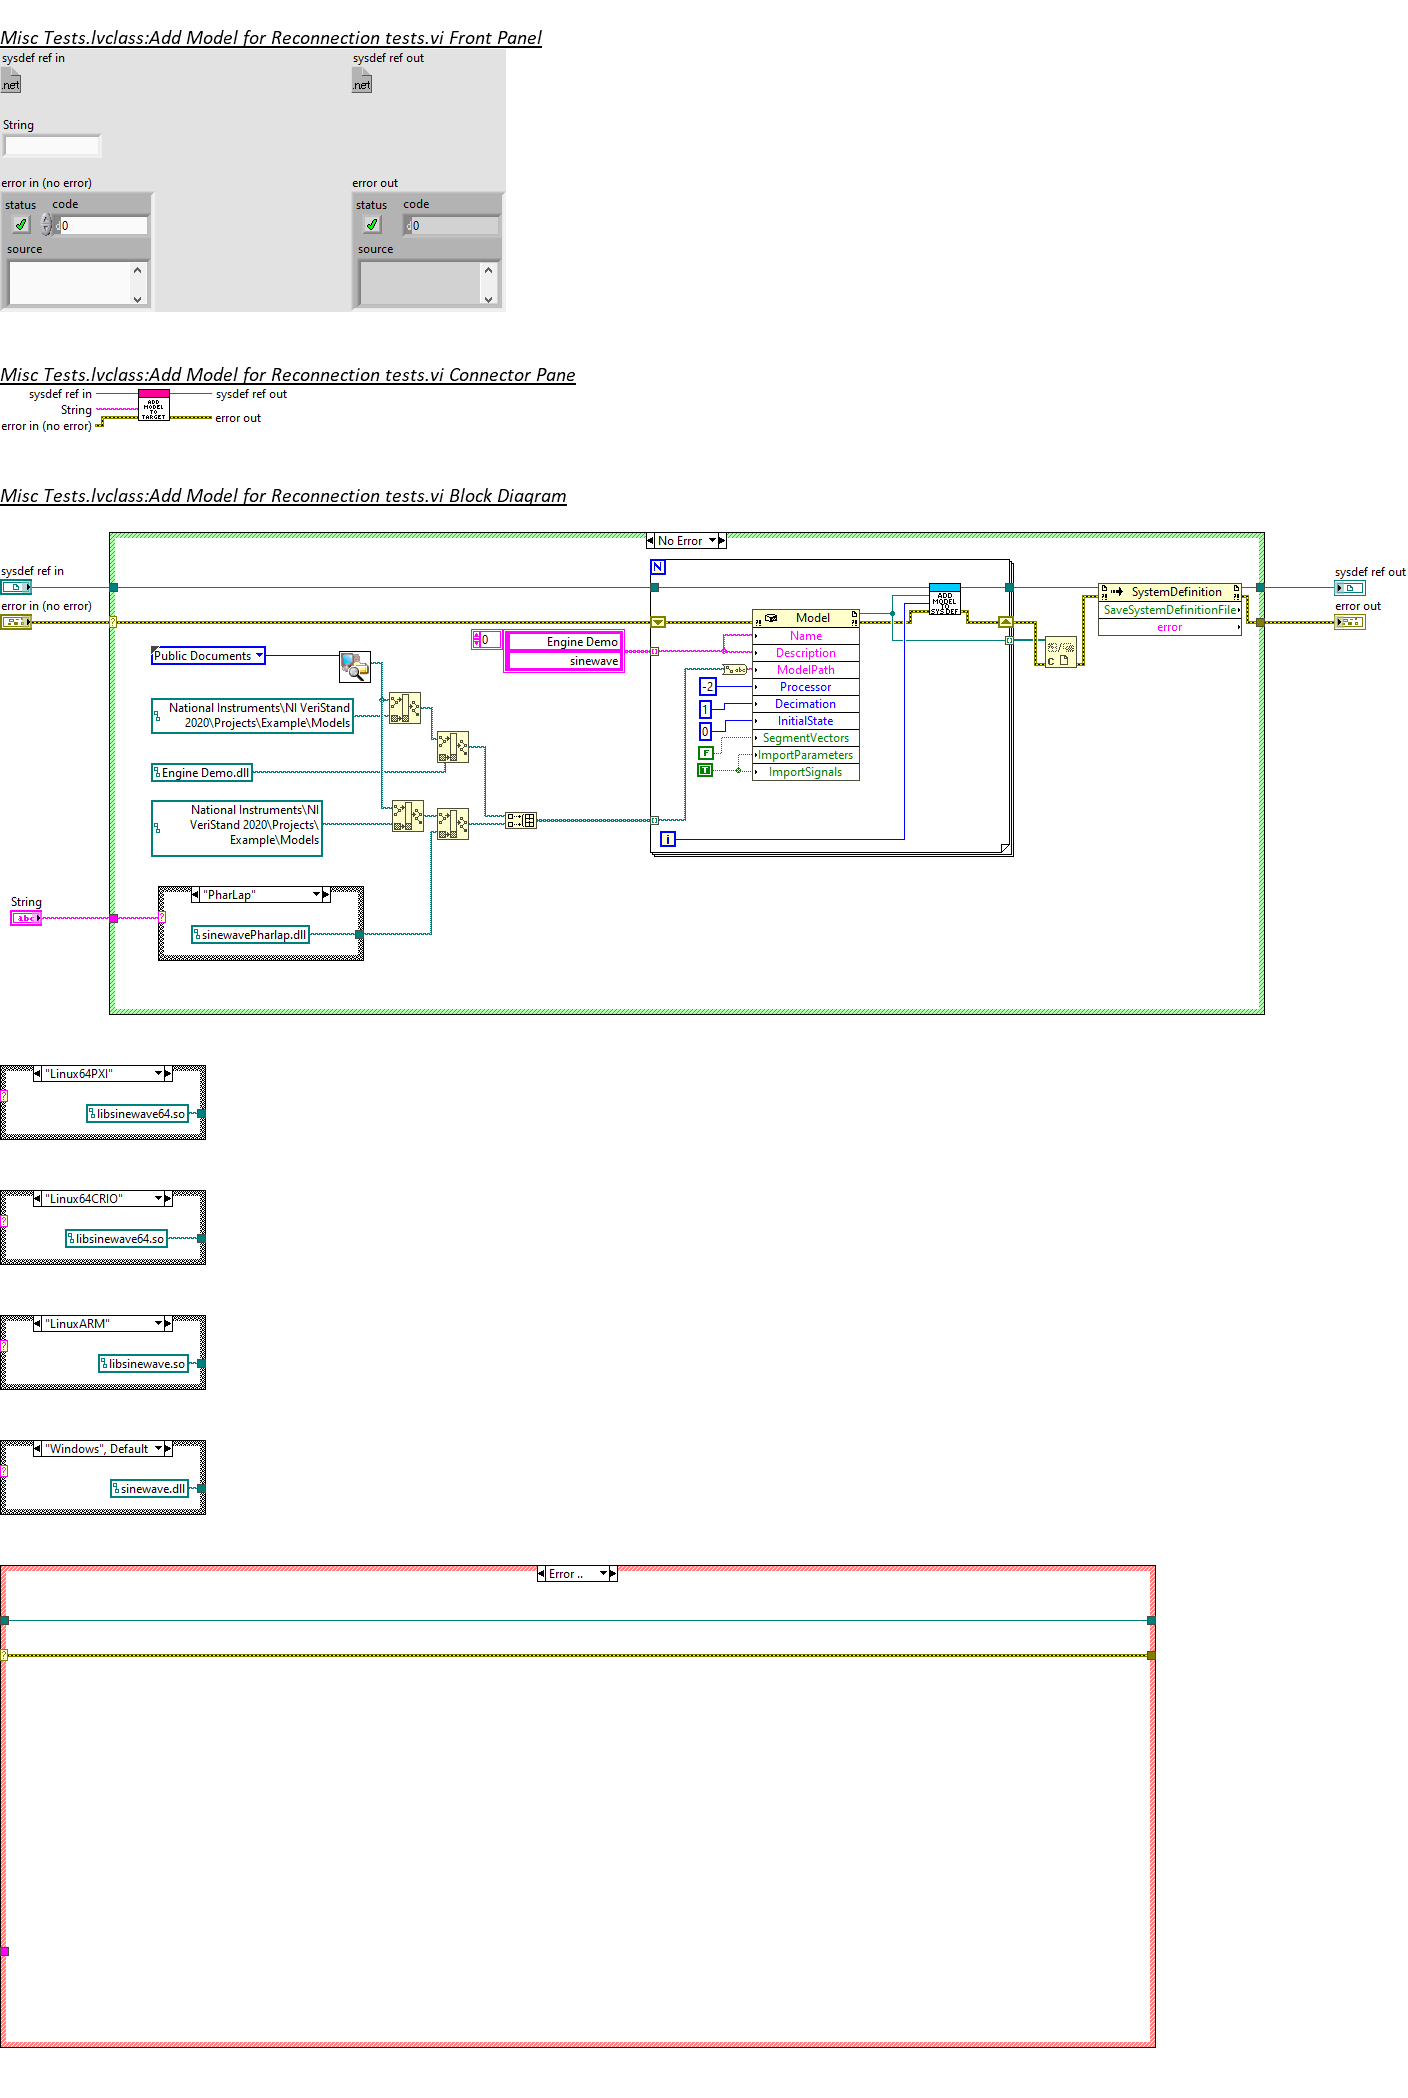 Misc Tests.lvclass:Add Model for Reconnection tests.vi Front Panel
sysdef ref in
sysdef ref out
.net
.net
String
error in (no error)
error out
status
code
status
code
0
0
source
source
Misc Tests.lvclass:Add Model for Reconnection tests.vi Connector Pane
sysdef ref in
sysdef ref out
String
error in (no error)
error out
ADD
MODEL
TO
TARGET
Misc Tests.lvclass:Add Model for Reconnection tests.vi Block Diagram
No Error
sysdef ref in
sysdef ref out
error in (no error)
error out
N
ADD
MODEL
TO
SYSDEF
SystemDefinition
SaveSystemDefinitionFile
error
Model
Name
Description
ModelPath
Processor
Decimation
InitialState
SegmentVectors
ImportParameters
ImportSignals
0
Engine Demo
sinewave
abc
-2
1
0
F
T
C
Public Documents
National Instruments\NI VeriStand
2020\Projects\Example\Models
Engine Demo.dll
National Instruments\NI
VeriStand 2020\Projects\
Example\Models
i
String
abc
"PharLap"
?
sinewavePharlap.dll
"Linux64PXI"
?
libsinewave64.so
"Linux64CRIO"
?
libsinewave64.so
"LinuxARM"
?
libsinewave.so
"Windows", Default
?
sinewave.dll
Error ..
?